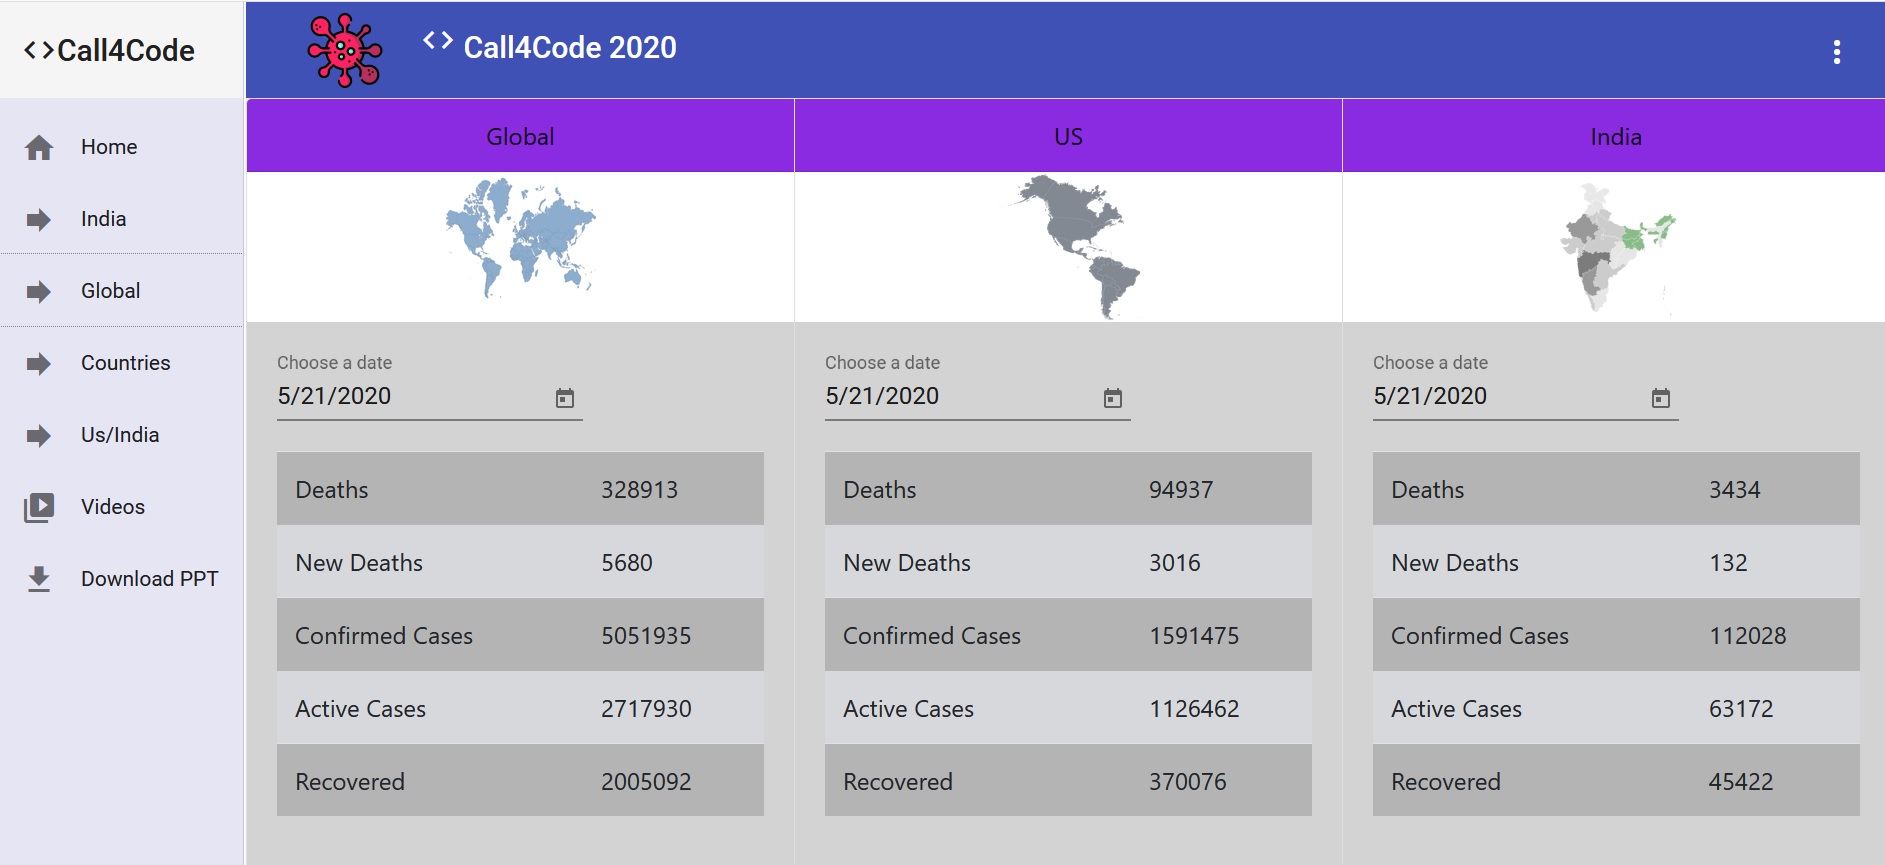 <>Call4Code
<> Call4Code 2020
Home
India
Global
Countries
Us/India
Videos
Download PPT
Global
US
India
Choose a date
5/21/2020
Deaths 328913
New Deaths 5680
Confirmed Cases 5051935
Active Cases 2717930
Recovered 2005092
Choose a date
5/21/2020
Deaths 94937
New Deaths 3016
Confirmed Cases 1591475
Active Cases 1126462
Recovered 370076
Choose a date
5/21/2020
Deaths 3434
New Deaths 132
Confirmed Cases 112028
Active Cases 63172
Recovered 45422